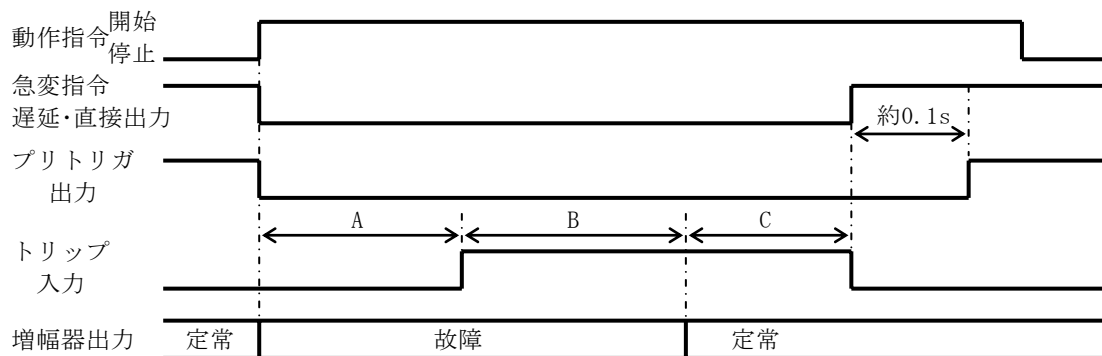 動作指令 開始
停止
急変指令
遅延・直接出力
約0.1s
プリトリガ
出力
A
B
C
トリップ
入力
増幅器出力
定常
故障
定常